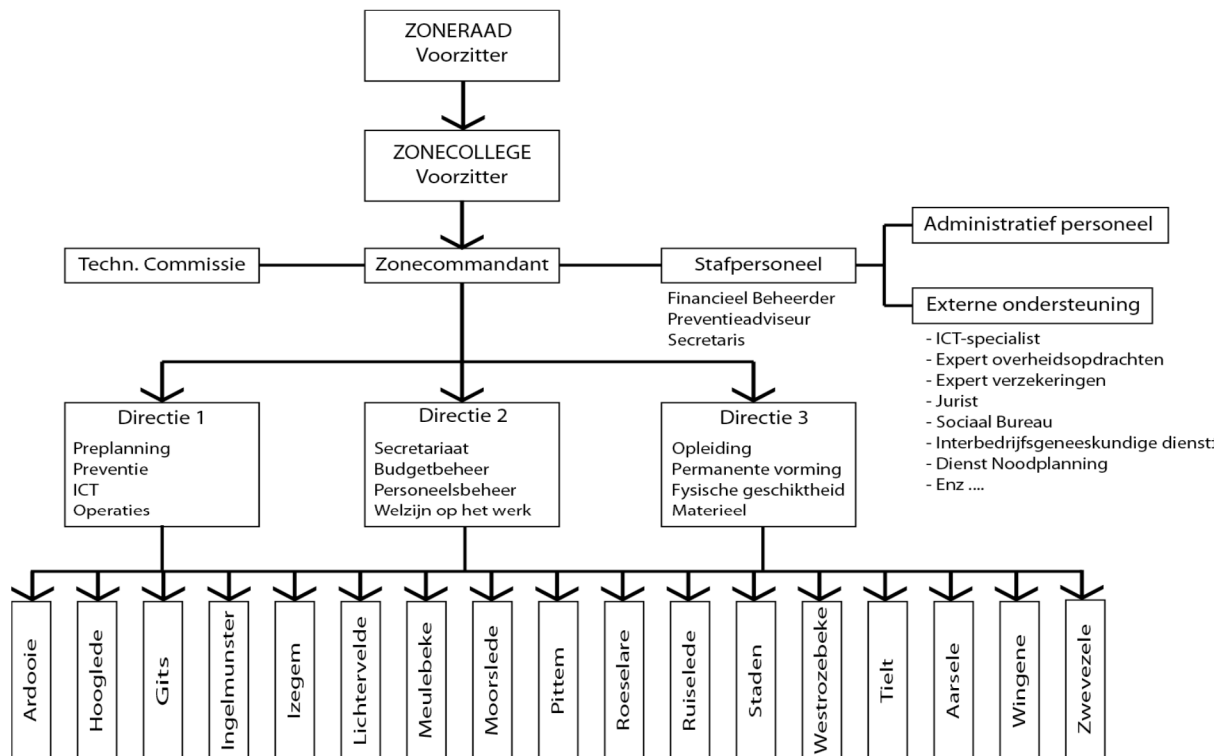 ZONERAAD
Voorzitter
ZONECOLLEGE
Voorzitter
Techn. Commissie
Zonecommandant
Stafpersoneel
Financieel Beheerder
Preventieadviseur
Secretaris
Administratief personeel
Externe ondersteuning
- ICT-specialist
- Expert overheidsopdrachten
- Expert verzekeringen
- Jurist
- Sociaal Bureau
- Interbedrijfsgeneeskundige
- Dienst Noodplanning
- Enz ....
Directie 1
Preplanning
Preventie
ICT
Operaties
Directie 2
Secretariaat
Budgetbeheer
Personeelsbeheer
Welzijn op het werk
Directie 3
Opleiding
Permanente vorming
Fysische geschiktheid
Materieel
Ardooie
Hooglede
Gits
Ingelmunster
Izegem
Lichtervelde
Meulebeke
Moorslede
Pittem
Roeselare
Ruiselede
Staden
Westrozebeke
Tielt
Aarsele
Wingene
Zwevezele